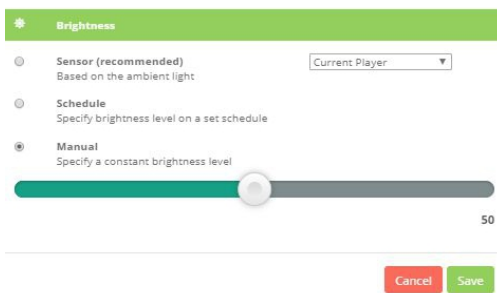 Brightness
Sensor (recommended)
Current Player
Based on the ambient light
Schedule
Specify brightness level on a set schedule
Manual
Specify a constant brightness level
50
Cancel
Save